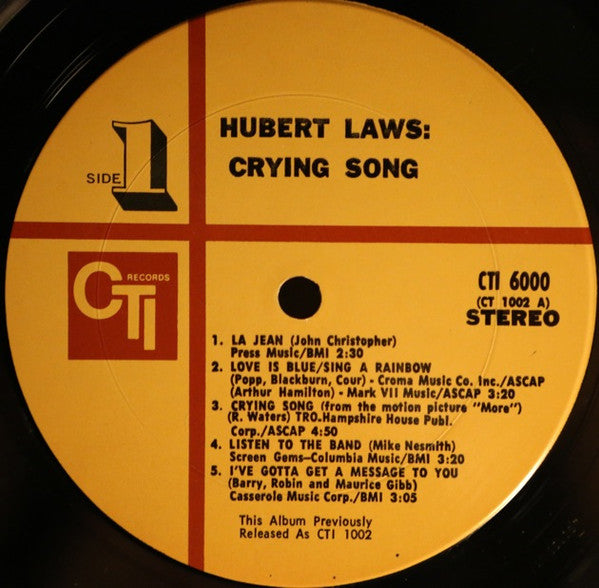 HUBERT LAWS:
CRYING SONG
SIDE 1
CTI RECORDS
CTI 6000
(CT 1002 A)
STEREO
1. LA JEAN (John Christopher)
Press Music/BMI 2:30
2. LOVE IS BLUE/SING A RAINBOW
(Popp, Blackburn, Cour) - Croma Music Co. Inc./ASCAP
(Arthur Hamilton) - Mark VII Music/ASCAP 3:20
3. CRYING SONG (from the motion picture "More")
(R. Waters) TRO.Hampshire House Publ.
Corp./ASCAP 4:50
4. LISTEN TO THE BAND (Mike Nesmith)
Screen Gems-Columbia Music/BMI 3:20
5. I'VE GOTTA GET A MESSAGE TO YOU
(Barry, Robin and Maurice Gibb)
Casserole Music Corp./BMI 3:05
This Album Previously
Released As CTI 1002